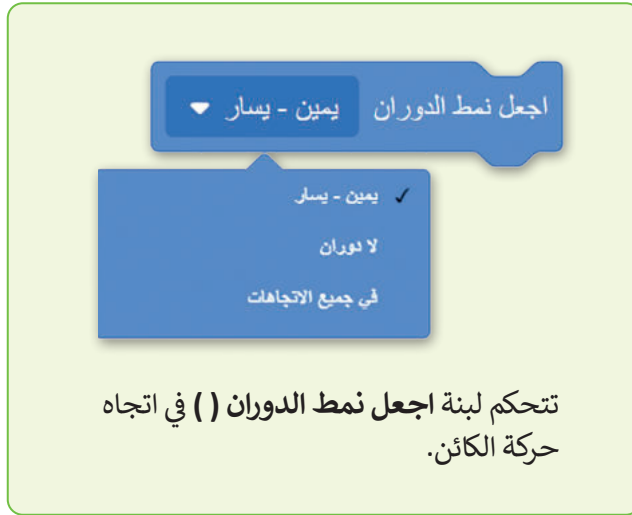 اجعل نمط الدوران يمين - يسار
✓ يمين - يسار
لا دوران
في جميع الاتجاهات
تتحكم لبنة اجعل نمط الدوران ( ) في اتجاه
حركة الكائن.